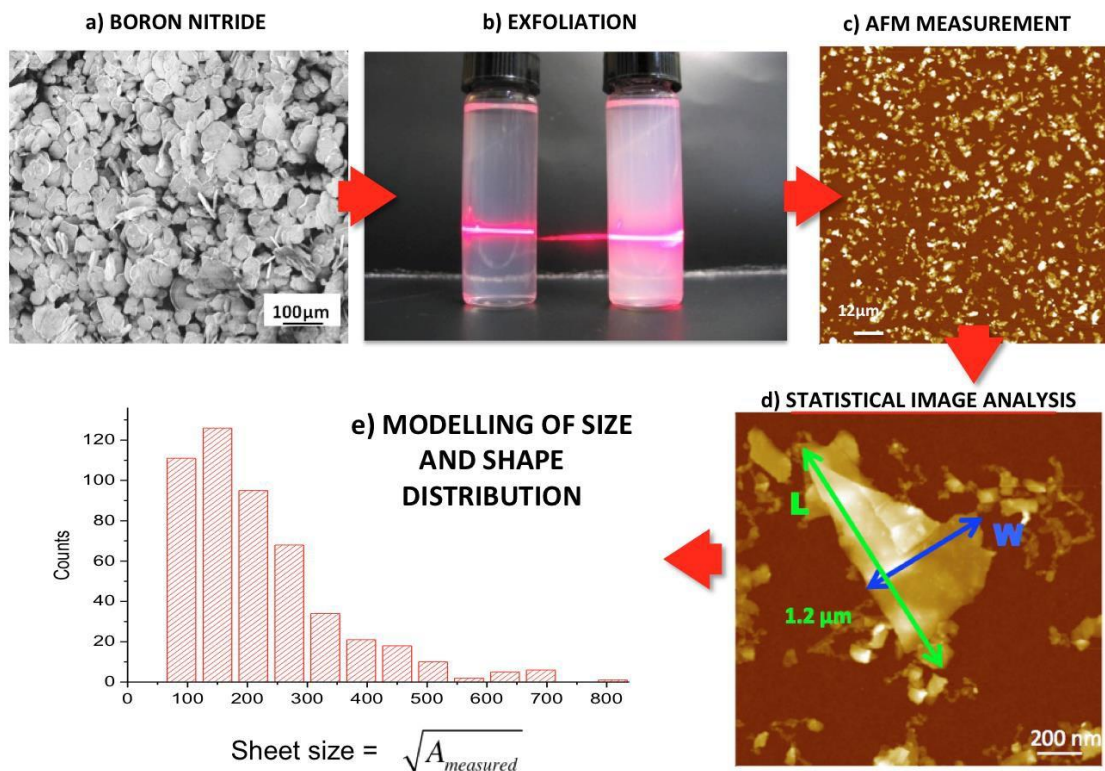 a) BORON NITRIDE
b) EXFOLIATION
c) AFM MEASUREMENT
100µm
12µm
d) STATISTICAL IMAGE ANALYSIS
L
W
1.2 µm
200 nm
e) MODELLING OF SIZE
AND SHAPE
DISTRIBUTION
Counts
120
100
80
60
40
20
0
0 100 200 300 400 500 600 700 800
Sheet size = √A measured